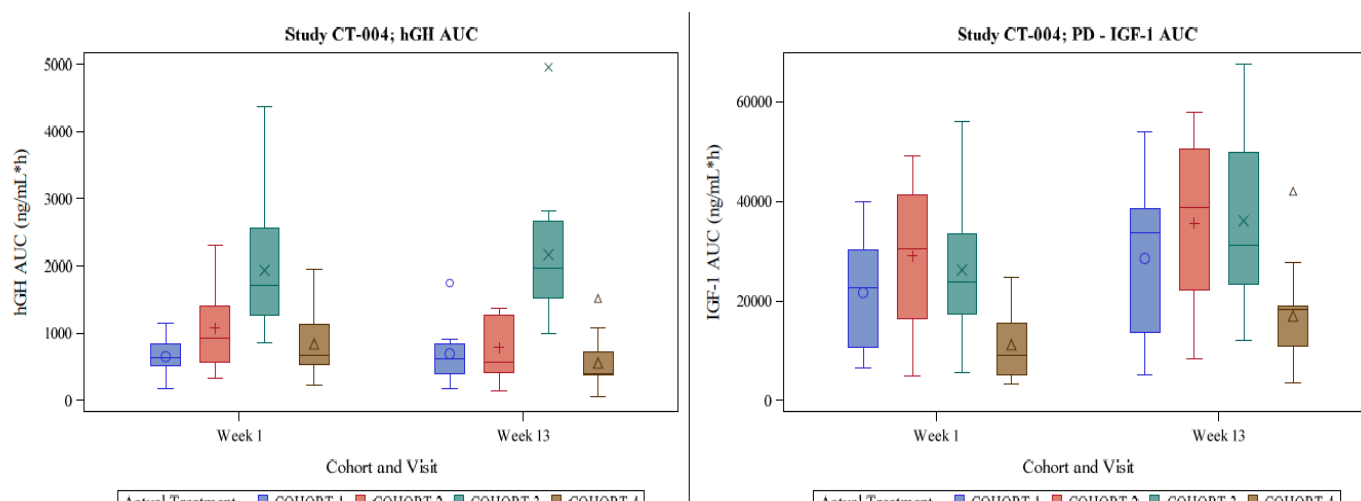 Study CT-004; hGH AUC
5000
4000
3000
2000
1000
0
hGH AUC (ng/mL*h)
Week 1
Week 13
Cohort and Visit
Study CT-004; PD - IGF-1 AUC
60000
40000
20000
0
IGF-1 AUC (ng/mL*h)
Week 1
Week 13
Cohort and Visit